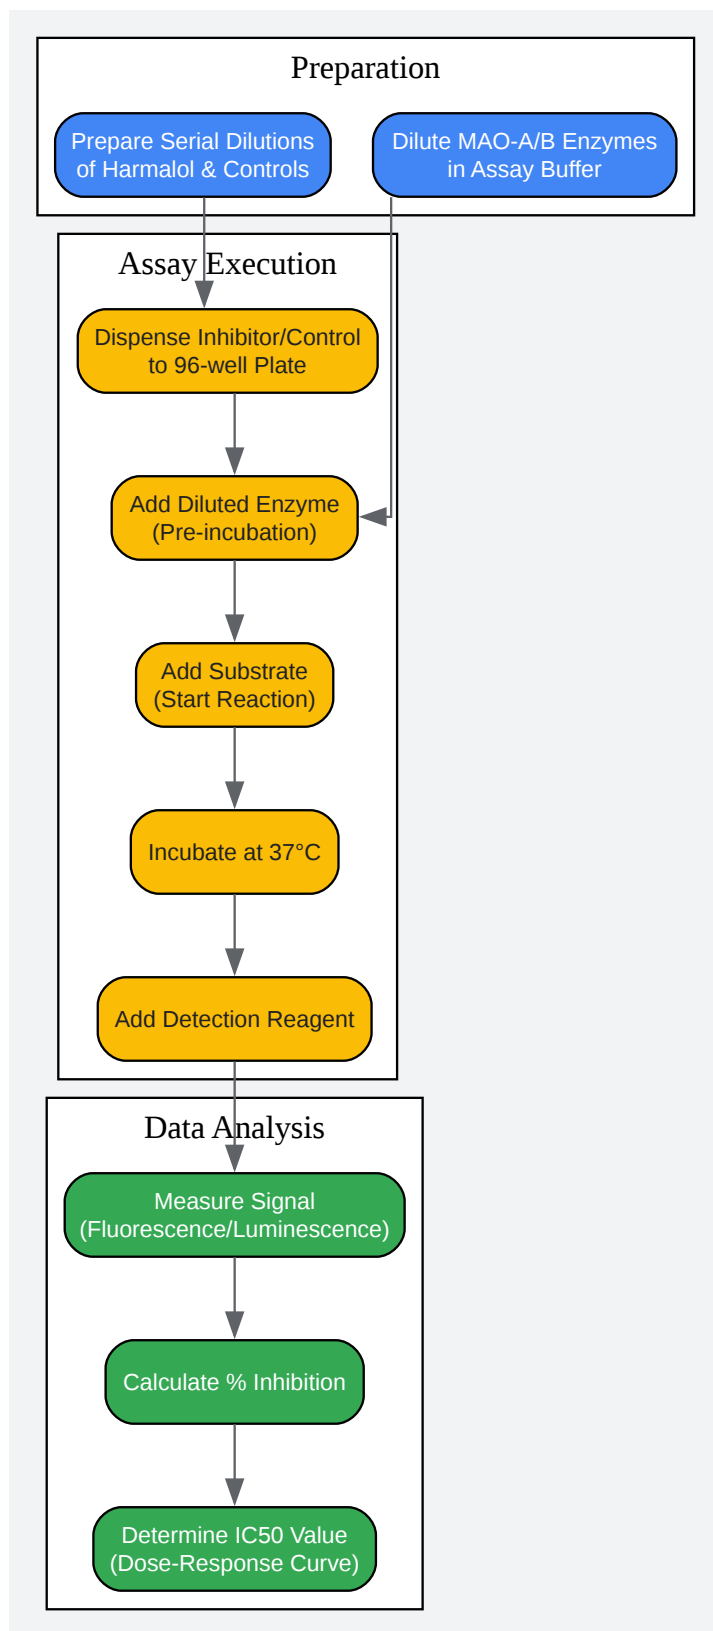 Preparation
Prepare Serial Dilutions
of Harmalol & Controls
Dilute MAO-A/B Enzymes
in Assay Buffer
Assay Execution
Dispense Inhibitor/Control
to 96-well Plate
Add Diluted Enzyme
(Pre-incubation)
Add Substrate
(Start Reaction)
Incubate at 37°C
Add Detection Reagent
Data Analysis
Measure Signal
(Fluorescence/Luminescence)
Calculate % Inhibition
Determine IC50 Value
(Dose-Response Curve)